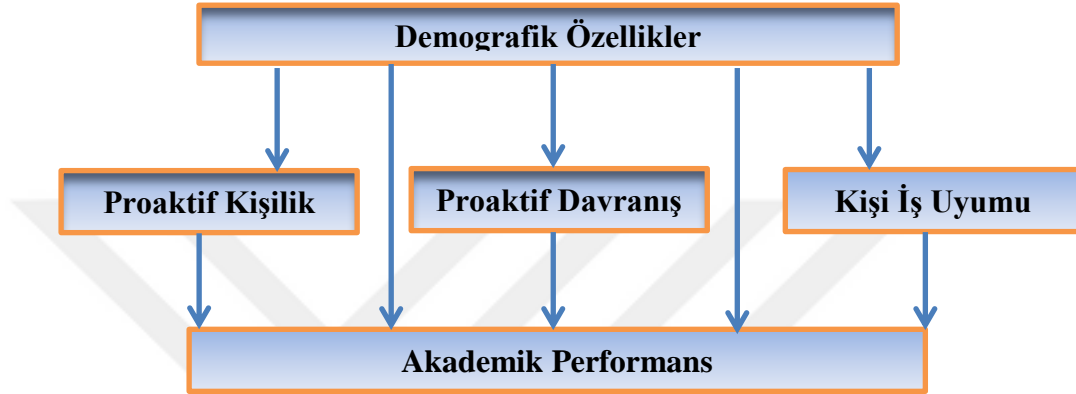 Demografik Özellikler
Proaktif Kişilik
Proaktif Davranış
Kişi İş Uyumu
Akademik Performans